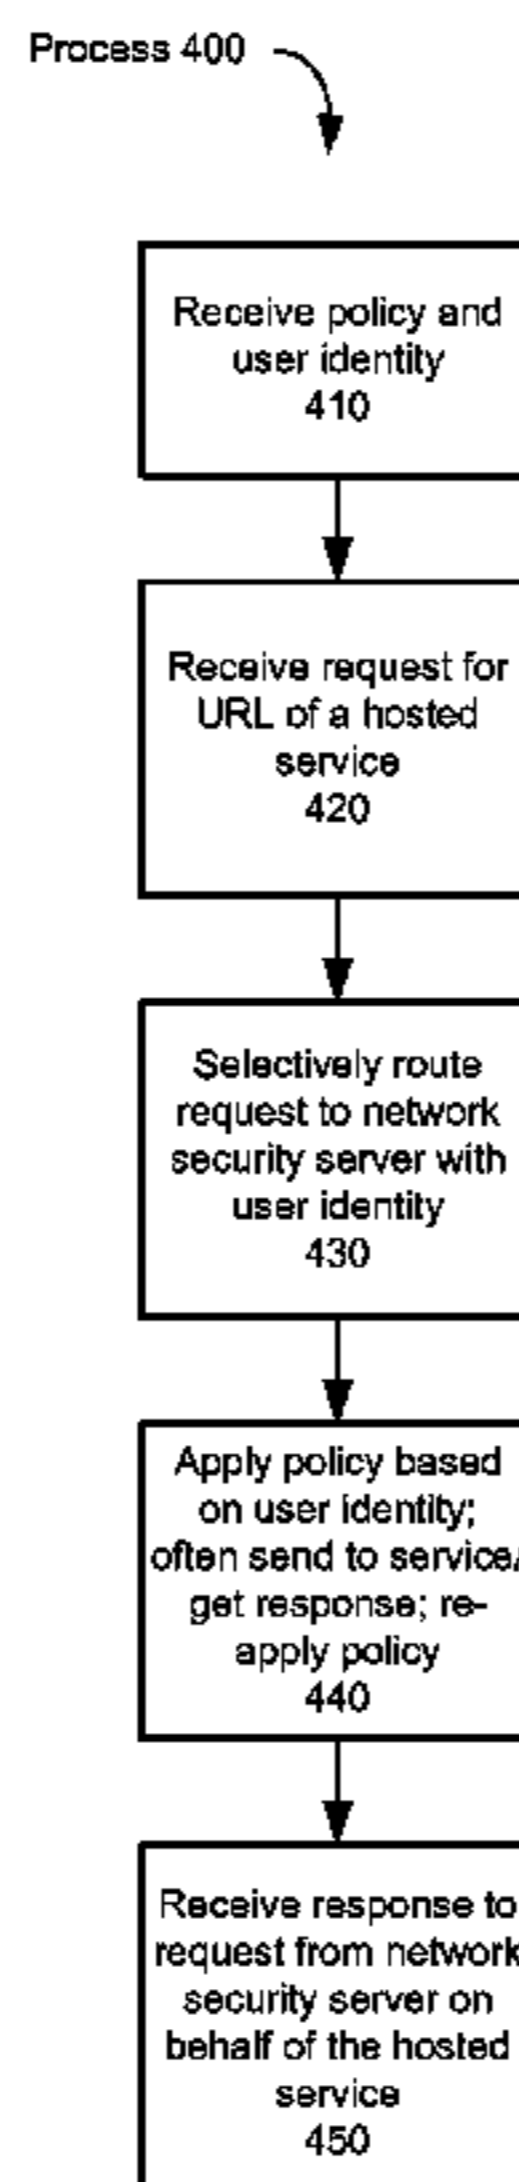 Process 400
Receive policy and
user identity
410
Receive request for
URL of a hosted
service
420
Selectively route
request to network
security server with
user identity
430
Apply policy based
on user identity;
often send to service/
get response; re-
apply policy
440
Receive response to
request from network
security server on
behalf of the hosted
service
450